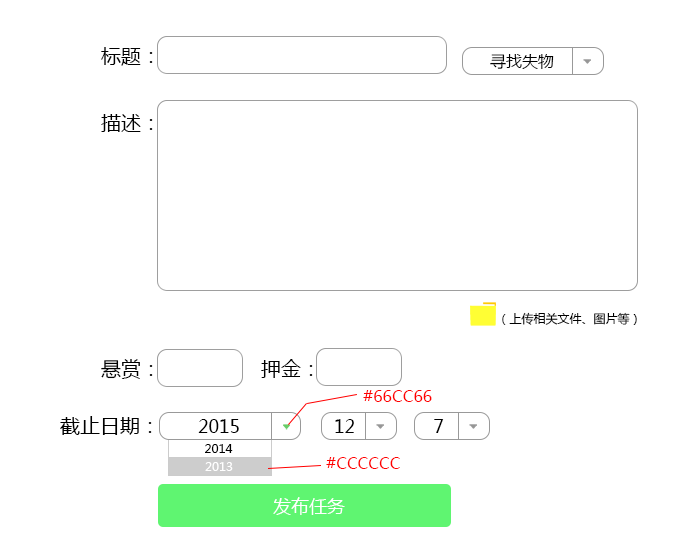 标题：
寻找失物
描述：
（上传相关文件、图片等）
悬赏： 押金：
#66CC66
截止日期： 2015 12 7
2014
2013
#CCCCCC
发布任务